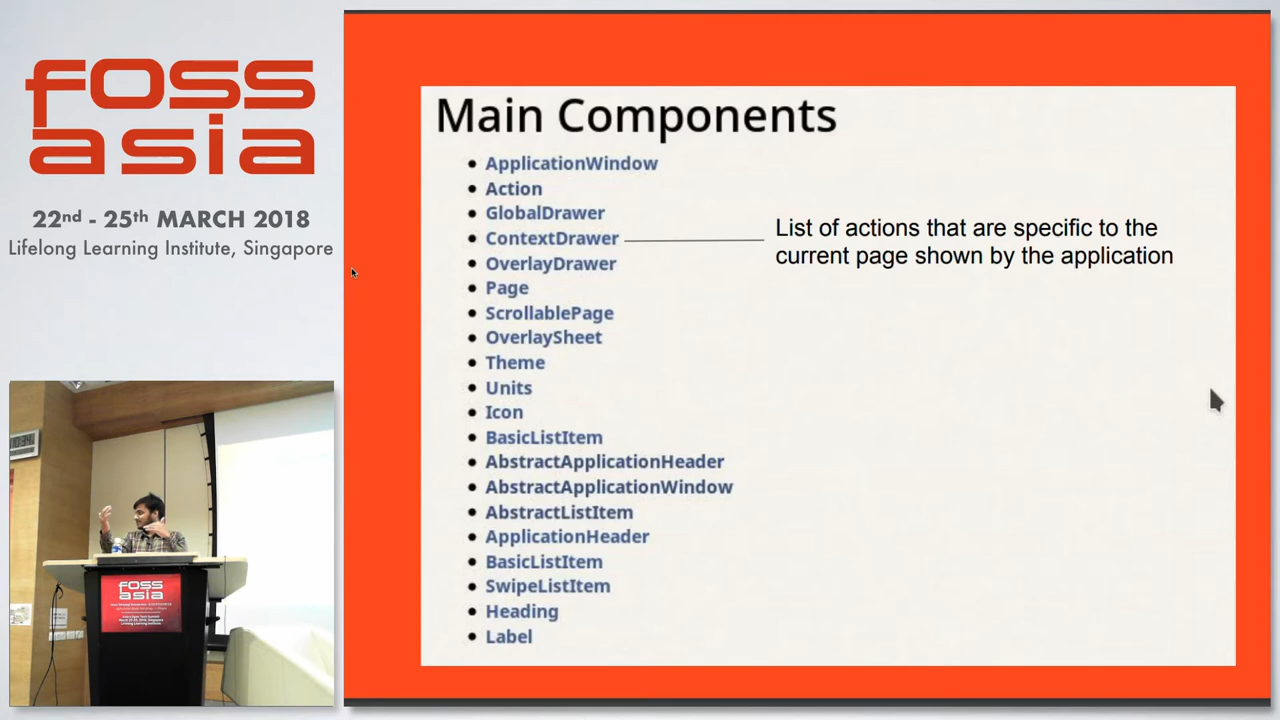 foss
asia
22nd - 25th MARCH 2018
Lifelong Learning Institute, Singapore
Main Components
• ApplicationWindow
• Action
• GlobalDrawer
• ContextDrawer
List of actions that are specific to the
current page shown by the application
• OverlayDrawer
• Page
• ScrollablePage
• OverlaySheet
• Theme
• Units
• Icon
• BasicListItem
• AbstractApplicationHeader
• AbstractApplicationWindow
• AbstractListItem
• ApplicationHeader
• BasicListItem
• SwipeListItem
• Heading
• Label
foss
asia